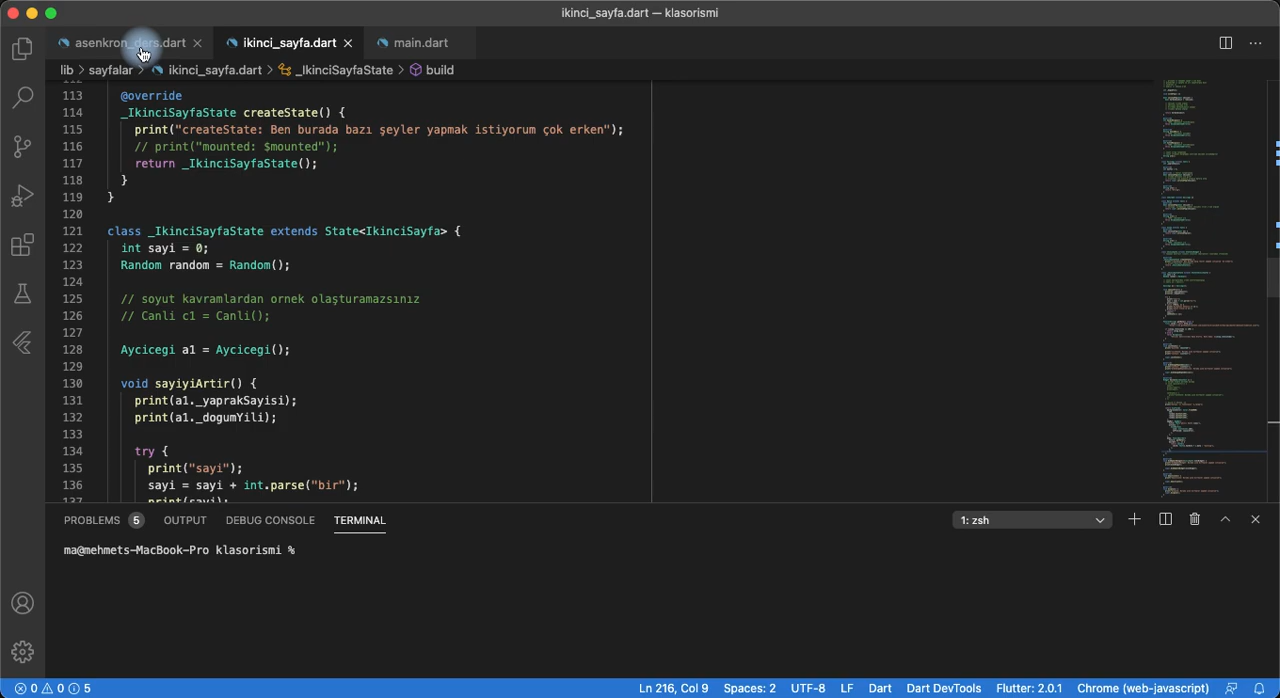 ikinci_sayfa.dart — klasorismi
asenkron_ders.dart
ikinci_sayfa.dart
main.dart
lib > sayfalar > ikinci_sayfa.dart > _IkinciSayfaState > build
113 @override
114 _IkinciSayfaState createState() {
115 print("createState: Ben burada bazı şeyler yapmak istiyorum çok erken");
116 // print("mounted: $mounted");
117 return _IkinciSayfaState();
118 }
119 }
120
121 class _IkinciSayfaState extends State<IkinciSayfa> {
122 int sayi = 0;
123 Random random = Random();
124
125 // soyut kavramlardan ornek olaşturamazsınız
126 // Canli c1 = Canli();
127
128 Aycicegi a1 = Aycicegi();
129
130 void sayiyiArtir() {
131 print(a1._yaprakSayisi);
132 print(a1._dogumYili);
133
134 try {
135 print("sayi");
136 sayi = sayi + int.parse("bir");
137 print(sayi);
PROBLEMS 5 OUTPUT DEBUG CONSOLE TERMINAL 1: zsh
ma@mehmets-MacBook-Pro klasorismi %
0 0 5 Ln 216, Col 9 Spaces: 2 UTF-8 LF Dart Dart DevTools Flutter: 2.0.1 Chrome (web-javascript)